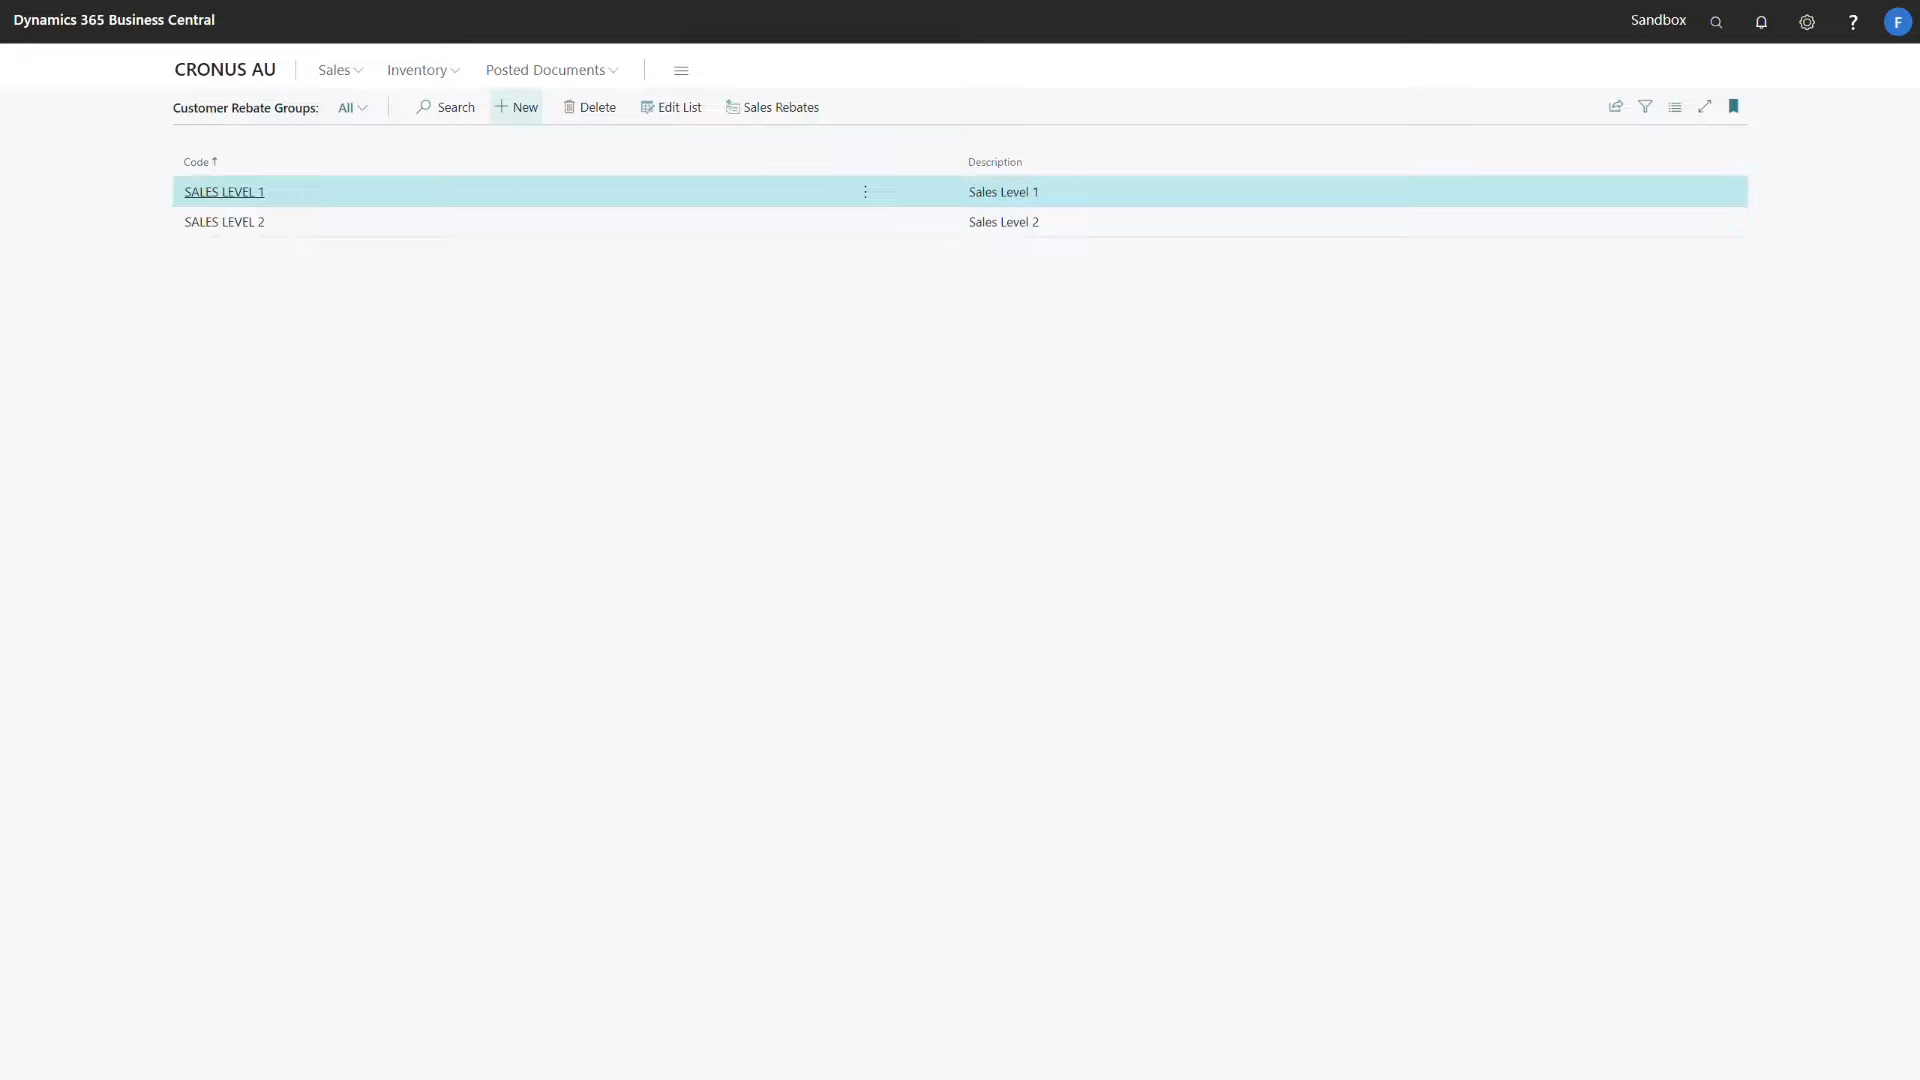 Dynamics 365 Business Central
Sandbox
?
F
CRONUS AU
Sales
Inventory
Posted Documents
Customer Rebate Groups:
All
Search
New
Delete
Edit List
Sales Rebates
Code ↑
Description
SALES LEVEL 1
Sales Level 1
SALES LEVEL 2
Sales Level 2